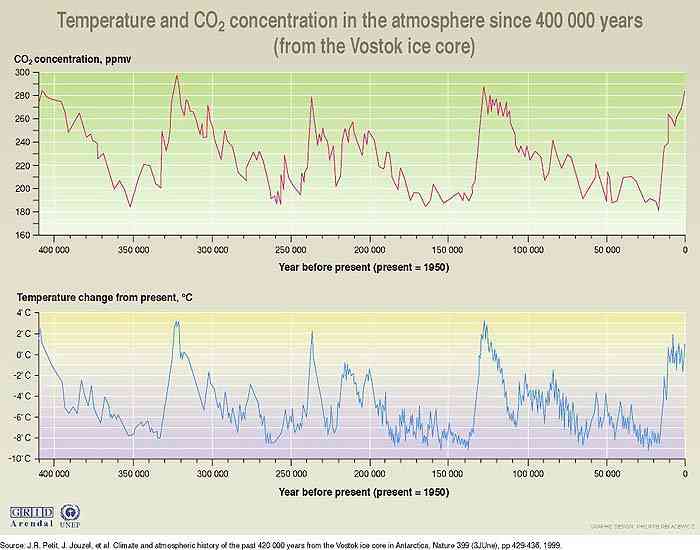 Temperature and CO2 concentration in the atmosphere since 400 000 years
(from the Vostok ice core)
CO2 concentration, ppmv
300
280
260
240
220
200
180
160
400 000 350 000 300 000 250 000 200 000 150 000 100 000 50 000 0
Year before present (present = 1950)
Temperature change from present, °C
4°C
2°C
0°C
-2°C
-4°C
-6°C
-8°C
-10°C
400 000 350 000 300 000 250 000 200 000 150 000 100 000 50 000 0
Year before present (present = 1950)
GRID
Arendal UNEP
GRAPHIC DESIGN: PHILIPPE REKACEWICZ
Source: J.R. Petit, J. Jouzel, et al. Climate and atmospheric history of the past 420 000 years from the Vostok ice core in Antarctica, Nature 399 (3JUne), pp 429-436, 1999.